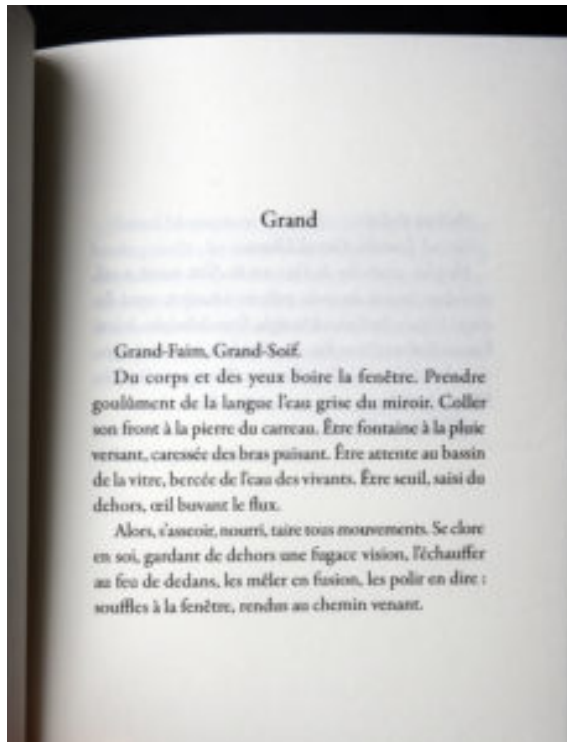 Grand
Grand-Faim, Grand-Soif.
Du corps et des yeux boire la fenêtre. Prendre
goulûment de la langue l'eau grise du miroir. Coller
son front à la pierre du carreau. Être fontaine à la pluie
versant, caressée des bras puisant. Être attente au bassin
de la vitre, bercée de l'eau des vivants. Être seuil, saisi du
dehors, œil buvant le flux.
Alors, s'asseoir, nourri, taire tous mouvements. Se clore
en soi, gardant de dehors une fugace vision, l'échauffer
au feu de dedans, les mêler en fusion, les polir en dire :
souffles à la fenêtre, rendus au chemin venant.